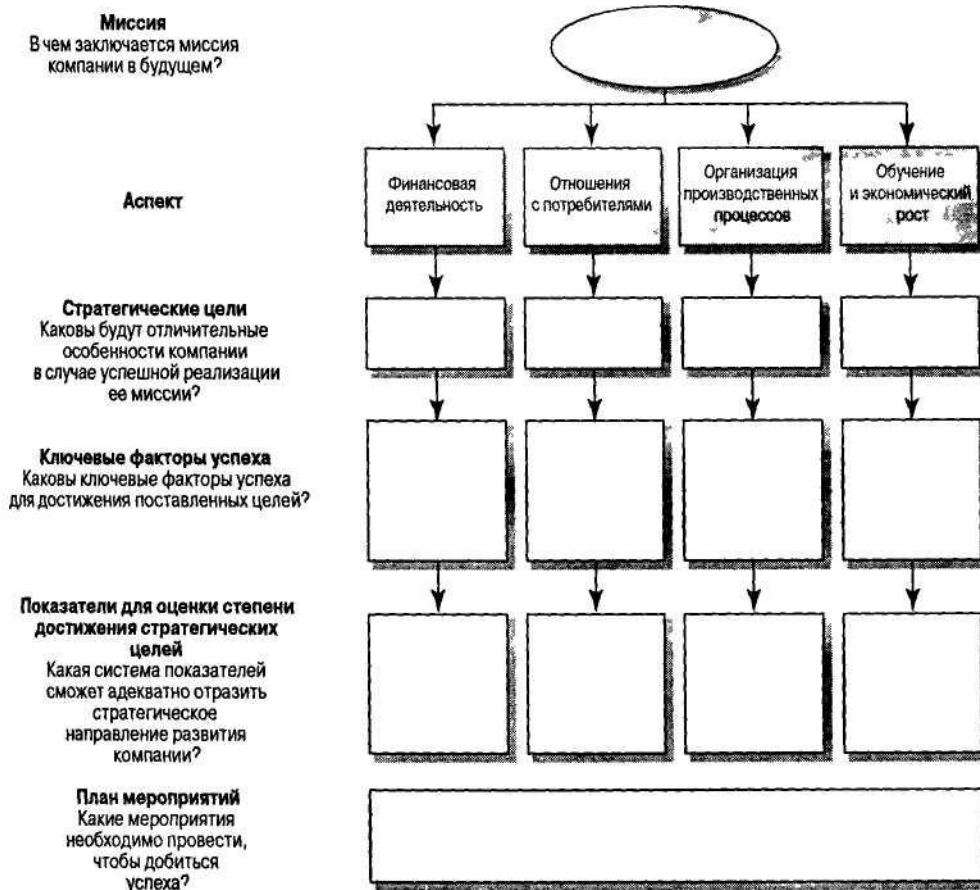 Миссия
В чем заключается миссия
компании в будущем?
Аспект
Финансовая
деятельность
Отношения
с потребителями
Организация
производственных
процессов
Обучение
и экономический
рост
Стратегические цели
Каковы будут отличительные
особенности компании
в случае успешной реализации
ее миссии?
Ключевые факторы успеха
Каковы ключевые факторы успеха
для достижения поставленных целей?
Показатели для оценки степени
достижения стратегических
целей
Какая система показателей
сможет адекватно отразить
стратегическое
направление развития
компании?
План мероприятий
Какие мероприятия
необходимо провести,
чтобы добиться
успеха?